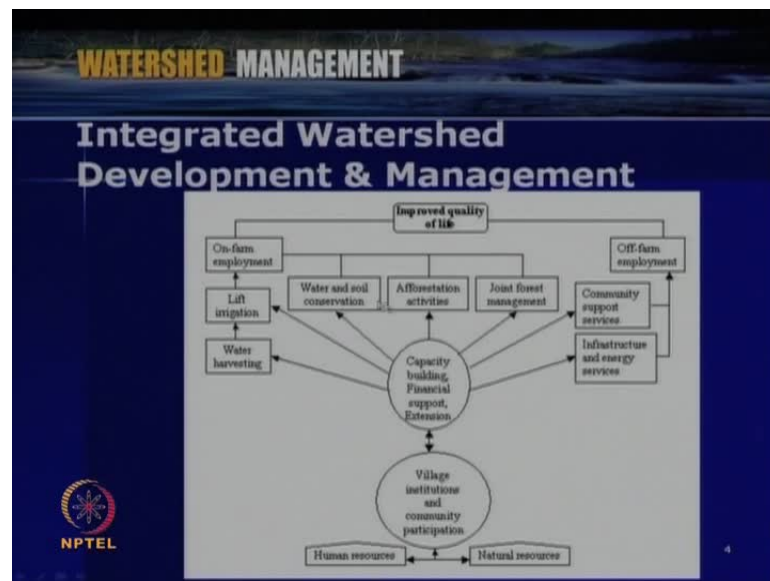 WATERSHED MANAGEMENT
Integrated Watershed
Development & Management
Improved quality
of life
On-farm
employment
Off-farm
employment
Water and soil
conservation
Afforestation
activities
Joint forest
management
Lift
irrigation
Community
support
services
Water
harvesting
Infrastructure
and energy
services
Capacity
building,
Financial
support,
Extension
Village
institutions
and
community
participation
Human resources
Natural resources
NPTEL
4